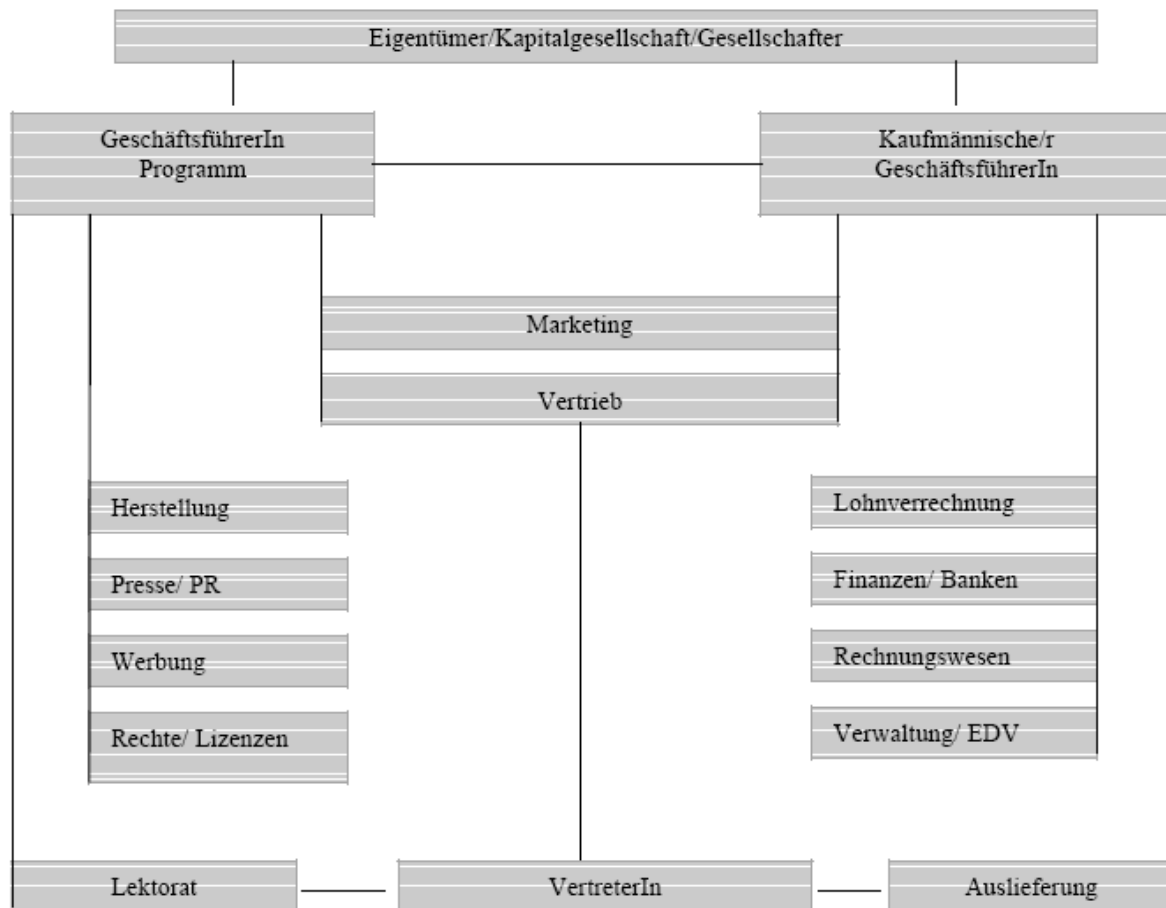 Eigentümer/Kapitalgesellschaft/Gesellschafter
GeschäftsführerIn
Programm
Kaufmännische/r
GeschäftsführerIn
Marketing
Vertrieb
Herstellung
Presse/ PR
Werbung
Rechte/ Lizenzen
Lohnverrechnung
Finanzen/ Banken
Rechnungswesen
Verwaltung/ EDV
Lektorat
VertreterIn
Auslieferung